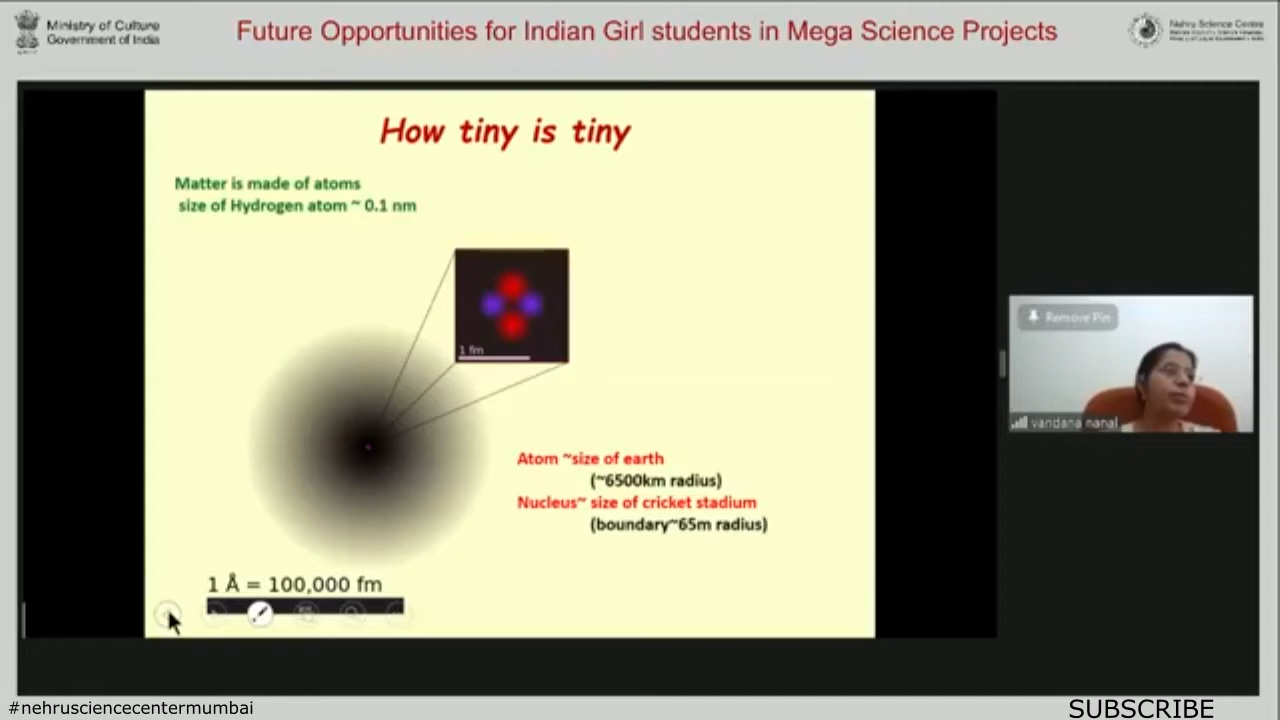 Ministry of Culture
Government of India
Future Opportunities for Indian Girl students in Mega Science Projects
Nehru Science Centre
How tiny is tiny
Matter is made of atoms
size of Hydrogen atom ~ 0.1 nm
1 fm
Remove Pin
vandana nanal
Atom ~size of earth
(~6500km radius)
Nucleus~ size of cricket stadium
(boundary~65m radius)
1 Å = 100,000 fm
#nehrusciencecentermumbai
SUBSCRIBE